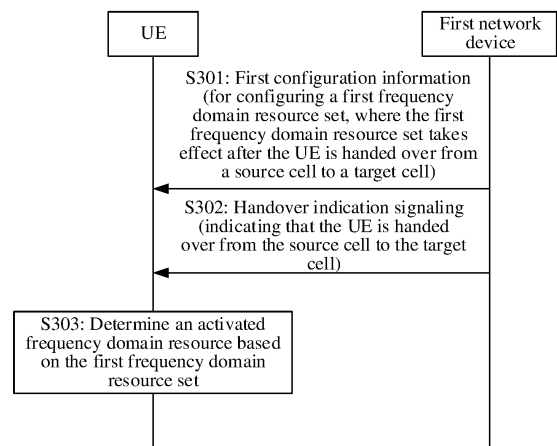 UE
First network
device
S301: First configuration information
(for configuring a first frequency
domain resource set, where the first
frequency domain resource set takes
effect after the UE is handed over from
a source cell to a target cell)
S302: Handover indication signaling
(indicating that the UE is handed
over from the source cell to the target
cell)
S303: Determine an activated
frequency domain resource based
on the first frequency domain
resource set